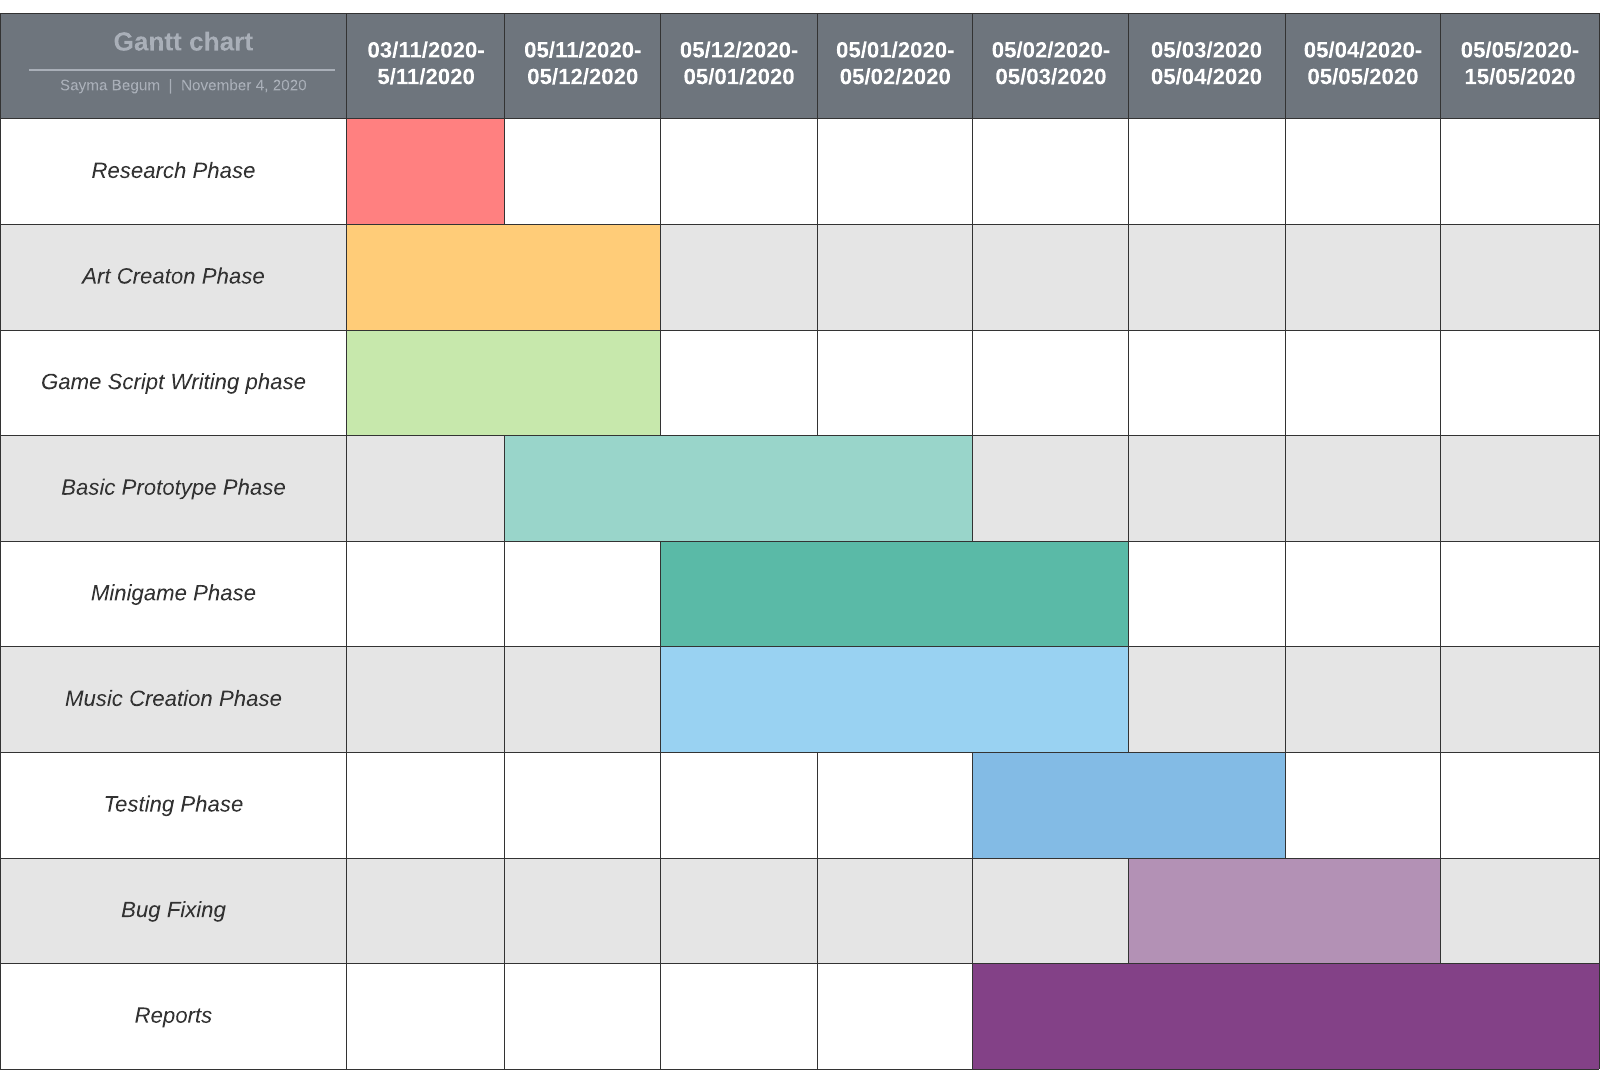 Gantt chart
Sayma Begum | November 4, 2020
03/11/2020-
5/11/2020
05/11/2020-
05/12/2020
05/12/2020-
05/01/2020
05/01/2020-
05/02/2020
05/02/2020-
05/03/2020
05/03/2020
05/04/2020
05/04/2020-
05/05/2020
05/05/2020-
15/05/2020
Research Phase
Art Creaton Phase
Game Script Writing phase
Basic Prototype Phase
Minigame Phase
Music Creation Phase
Testing Phase
Bug Fixing
Reports